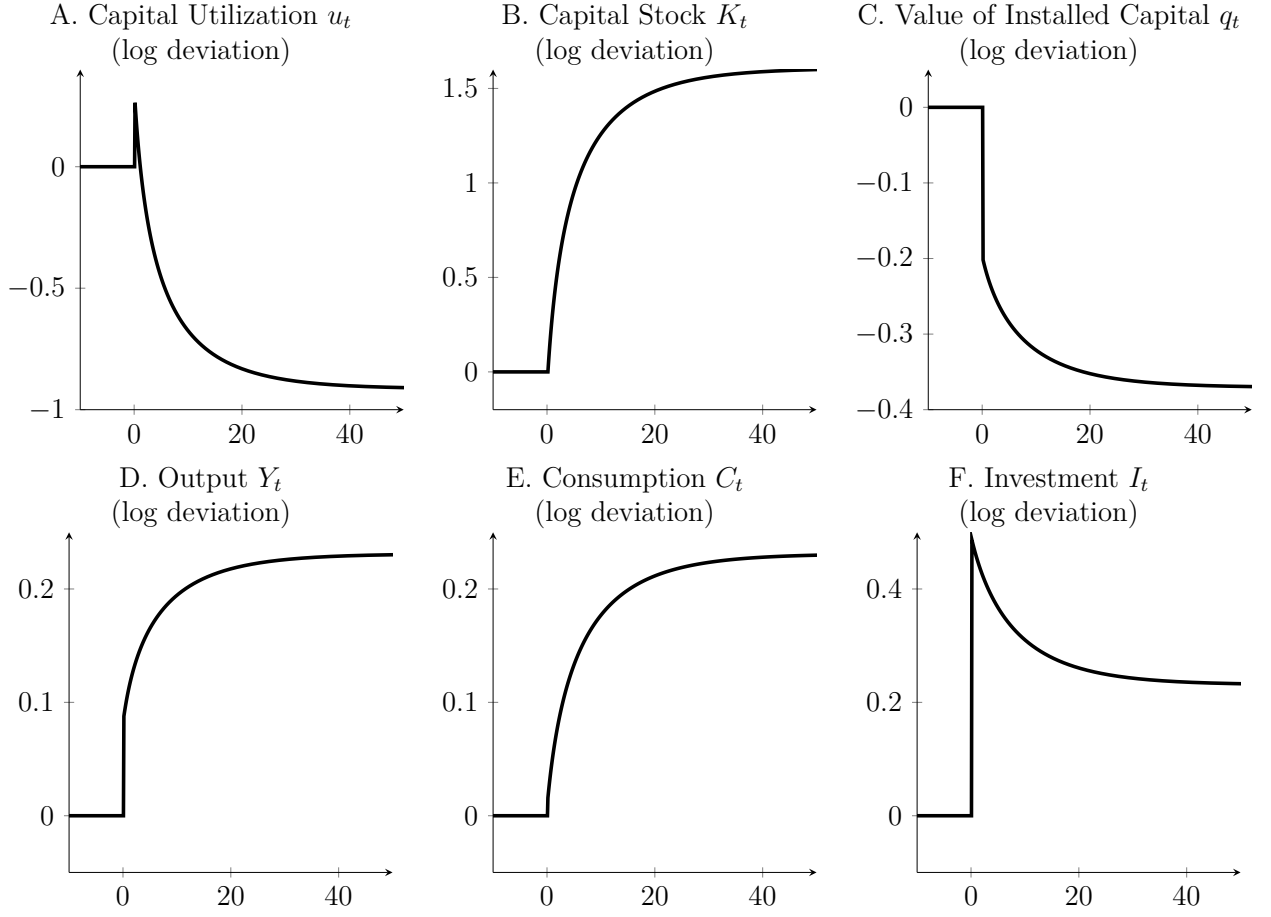 A. Capital Utilization u_t
(log deviation)
0
−0.5
−1
0 20 40
B. Capital Stock K_t
(log deviation)
1.5
1
0.5
0
0 20 40
C. Value of Installed Capital q_t
(log deviation)
0
−0.1
−0.2
−0.3
−0.4
0 20 40
D. Output Y_t
(log deviation)
0.2
0.1
0
0 20 40
E. Consumption C_t
(log deviation)
0.2
0.1
0
0 20 40
F. Investment I_t
(log deviation)
0.4
0.2
0
0 20 40